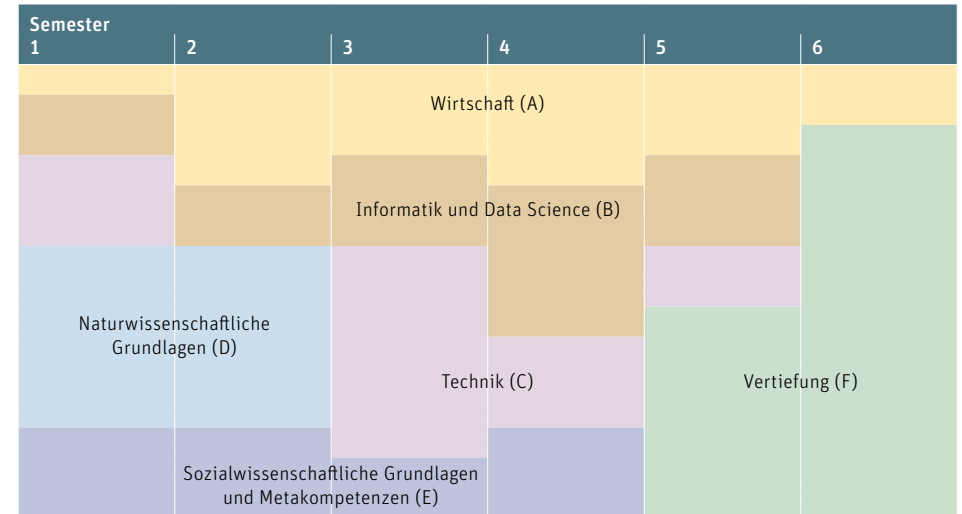 Semester
1 2 3 4 5 6
Wirtschaft (A)
Informatik und Data Science (B)
Naturwissenschaftliche
Grundlagen (D)
Technik (C)
Vertiefung (F)
Sozialwissenschaftliche Grundlagen
und Metakompetenzen (E)